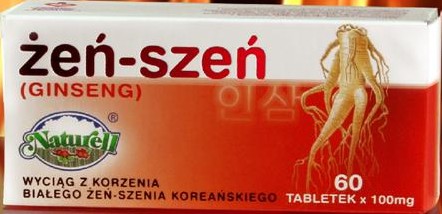 żeń-szeń
(GINSENG)
인삼
®
Naturell
WYCIĄG Z KORZENIA
BIAŁEGO ŻEŃ-SZENIA KOREAŃSKIEGO
60
TABLETEK x 100mg